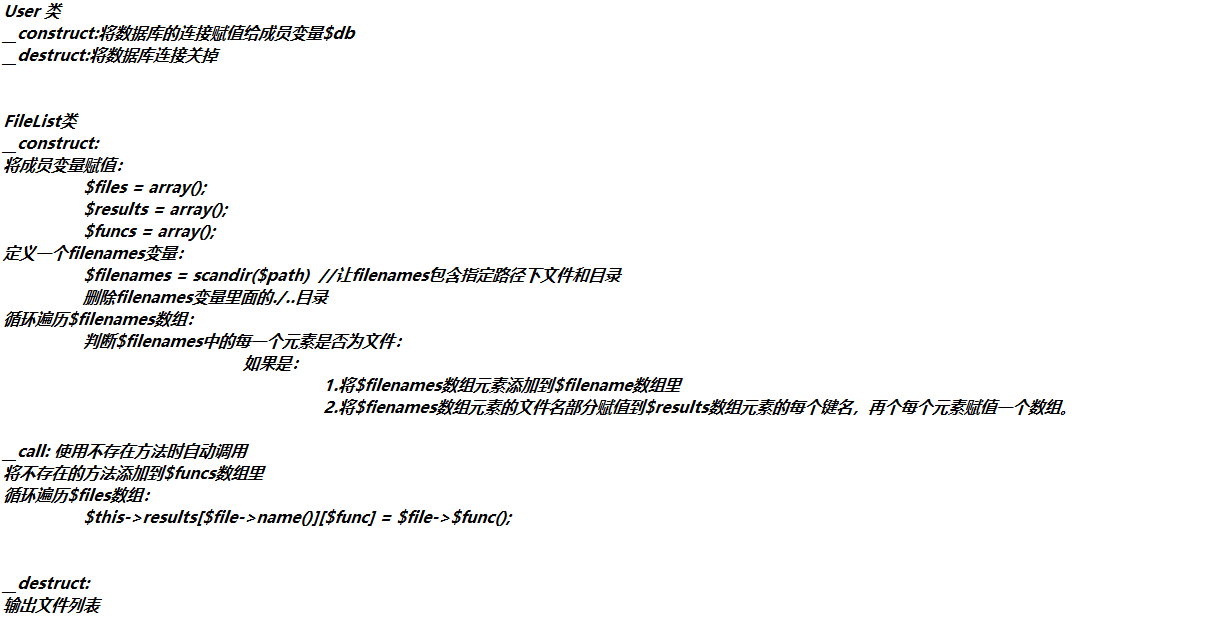 User 类
__construct:将数据库的连接赋值给成员变量$db
__destruct:将数据库连接关掉
FileList类
__construct:
将成员变量赋值：
$files = array();
$results = array();
$funcs = array();
定义一个filenames变量：
$filenames = scandir($path)  //让filenames包含指定路径下文件和目录
删除filenames变量里面的./..目录
循环遍历$filenames数组：
判断$filenames中的每一个元素是否为文件：
如果是：
1.将$filenames数组元素添加到$filename数组里
2.将$fienames数组元素的文件名部分赋值到$results数组元素的每个键名，再个每个元素赋值一个数组。
__call: 使用不存在方法时自动调用
将不存在的方法添加到$funcs数组里
循环遍历$files数组：
$this->results[$file->name()][$func] = $file->$func();
__destruct:
输出文件列表